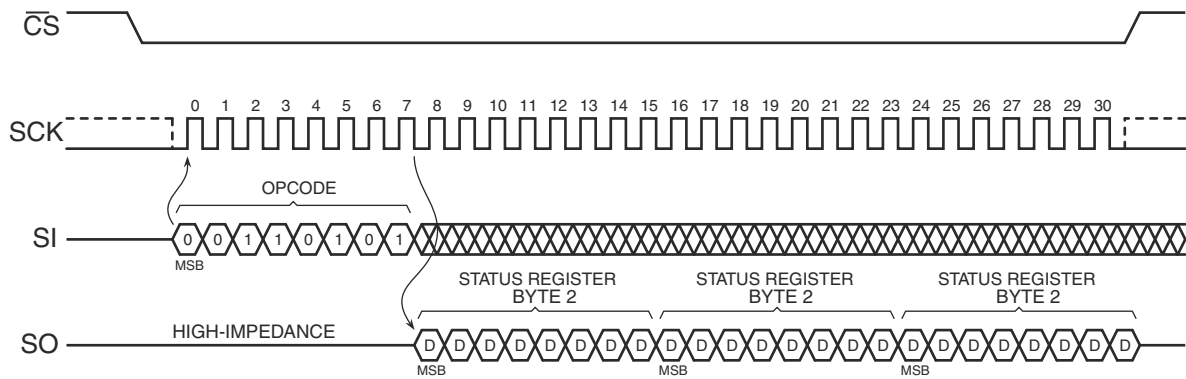 C̅S̅
0 1 2 3 4 5 6 7 8 9 10 11 12 13 14 15 16 17 18 19 20 21 22 23 24 25 26 27 28 29 30
SCK
OPCODE
SI 0 0 1 1 0 1 0 1
MSB
STATUS REGISTER BYTE 2
STATUS REGISTER BYTE 2
STATUS REGISTER BYTE 2
HIGH-IMPEDANCE
SO D D D D D D D D D D D D D D D D D D D D D D D D
MSB MSB MSB